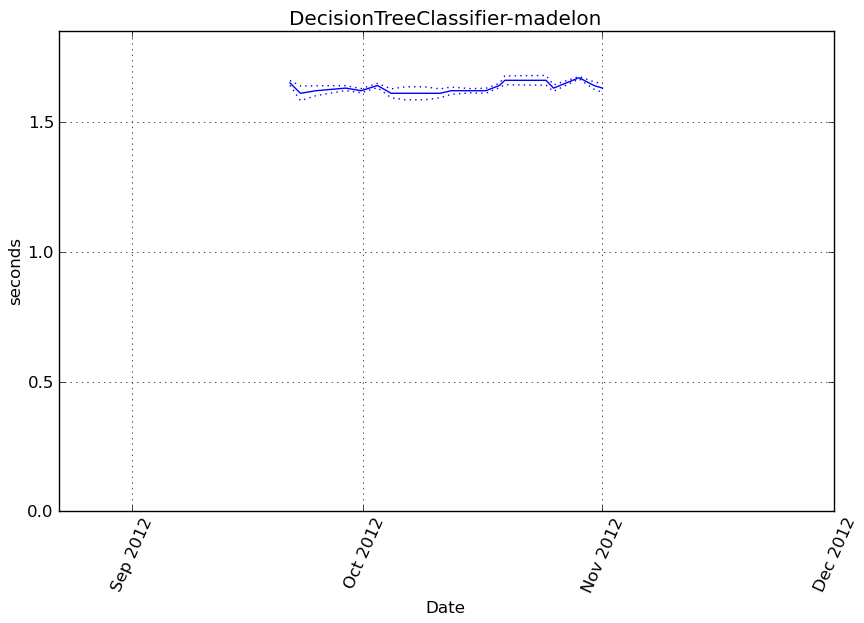 DecisionTreeClassifier-madelon
1.5
1.0
0.5
0.0
seconds
Sep 2012
Oct 2012
Nov 2012
Dec 2012
Date